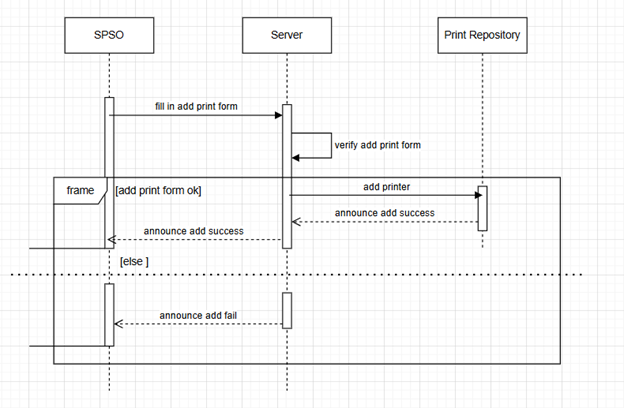 SPSO
Server
Print Repository
fill in add print form
verify add print form
frame
[add print form ok]
add printer
announce add success
announce add success
[else ]
announce add fail